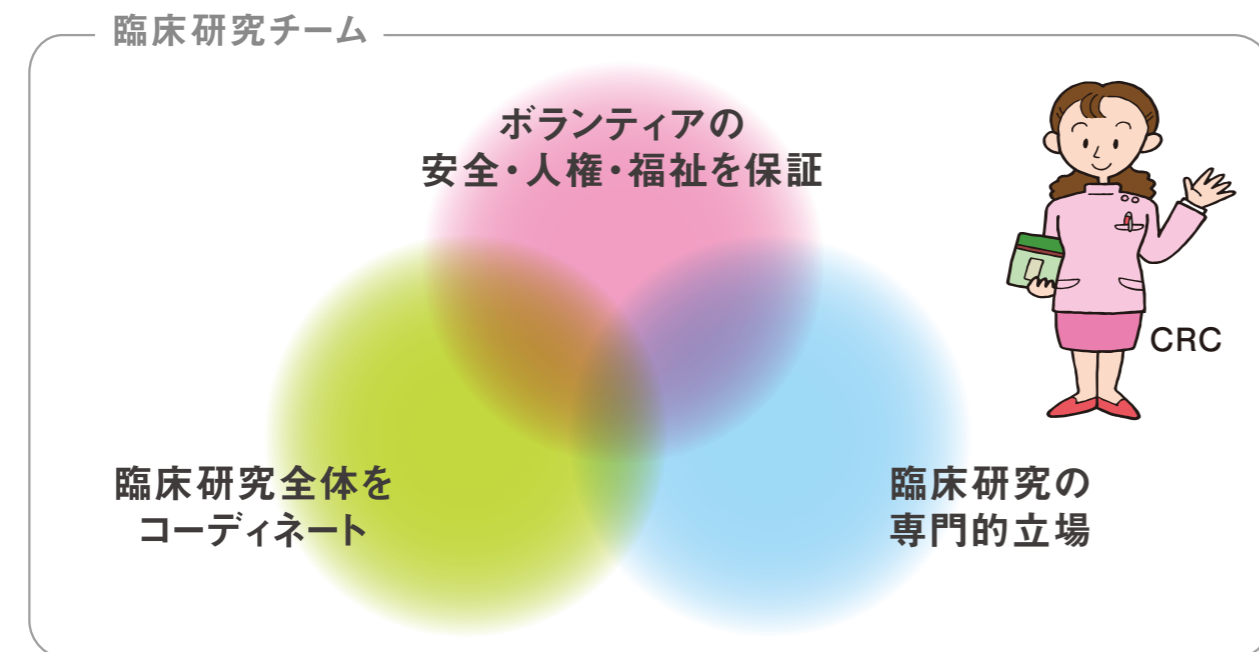 臨床研究チーム
ボランティアの
安全・人権・福祉を保証
CRC
臨床研究全体を
コーディネート
臨床研究の
専門的立場